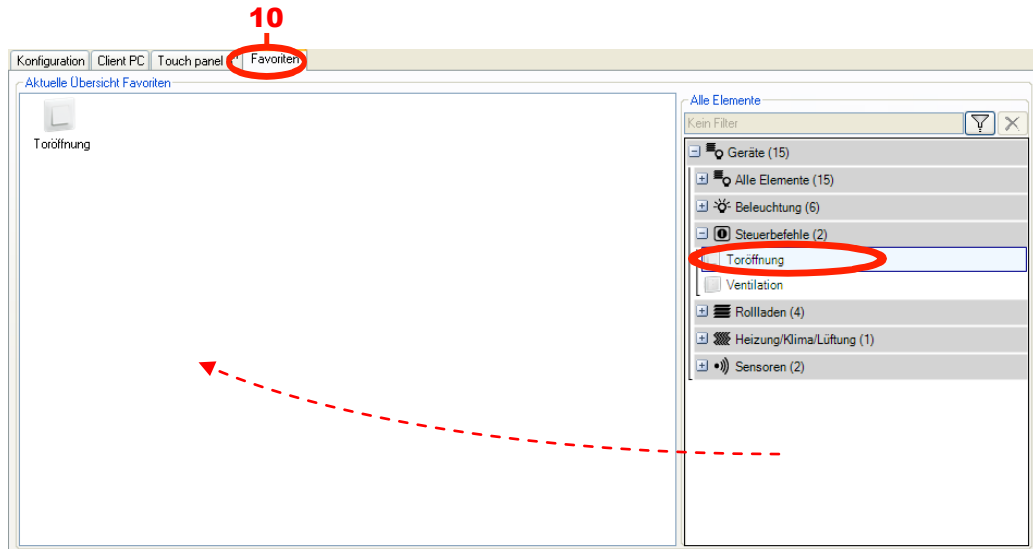 10
Konfiguration Client PC Touch panel Favoriten
Aktuelle Übersicht Favoriten
Toröffnung
Alle Elemente
Kein Filter
Geräte (15)
Alle Elemente (15)
Beleuchtung (6)
Steuerbefehle (2)
Toröffnung
Ventilation
Rollladen (4)
Heizung/Klima/Lüftung (1)
Sensoren (2)